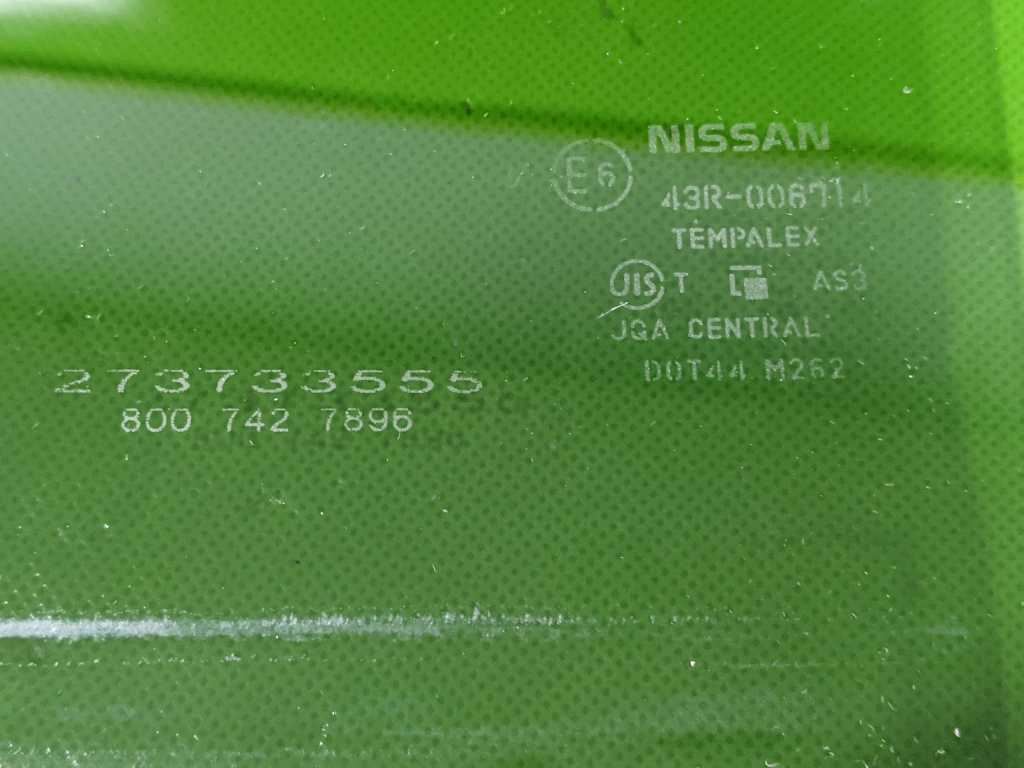 NISSAN
E6
43R-006714
TEMPALEX
JIS T AS3
JQA CENTRAL
DOT44 M262
273733555
800 742 7896